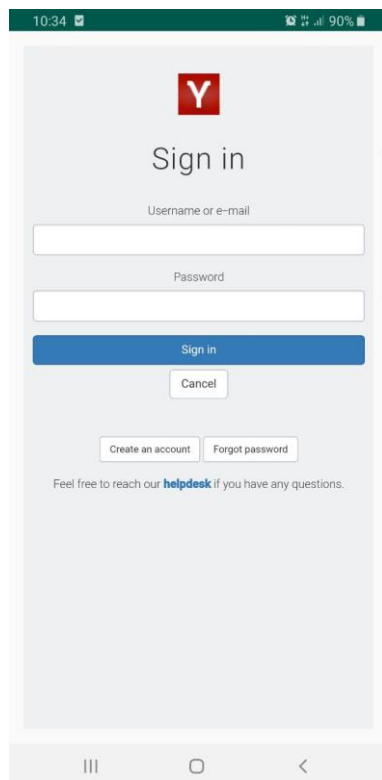 10:34 90%
Y
Sign in
Username or e-mail
Password
Sign in
Cancel
Create an account Forgot password
Feel free to reach our helpdesk if you have any questions.